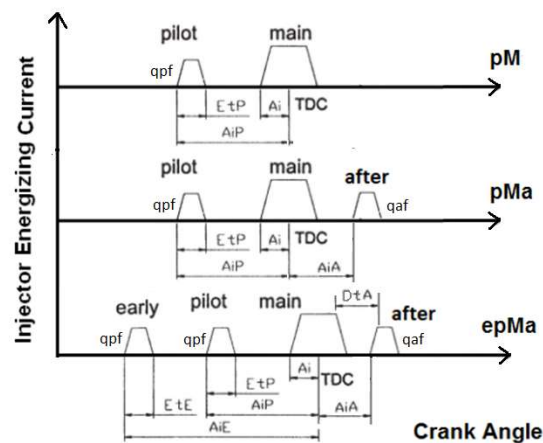 Injector Energizing Current
pilot main
pM
qpf
EtP Ai TDC
AiP
pilot main after
pMa
qpf qaf
EtP Ai TDC
AiP AiA
DtA
early pilot main after
epMa
qpf qpf qaf
Ai TDC
EtE EtP
AiP AiA
AiE
Crank Angle